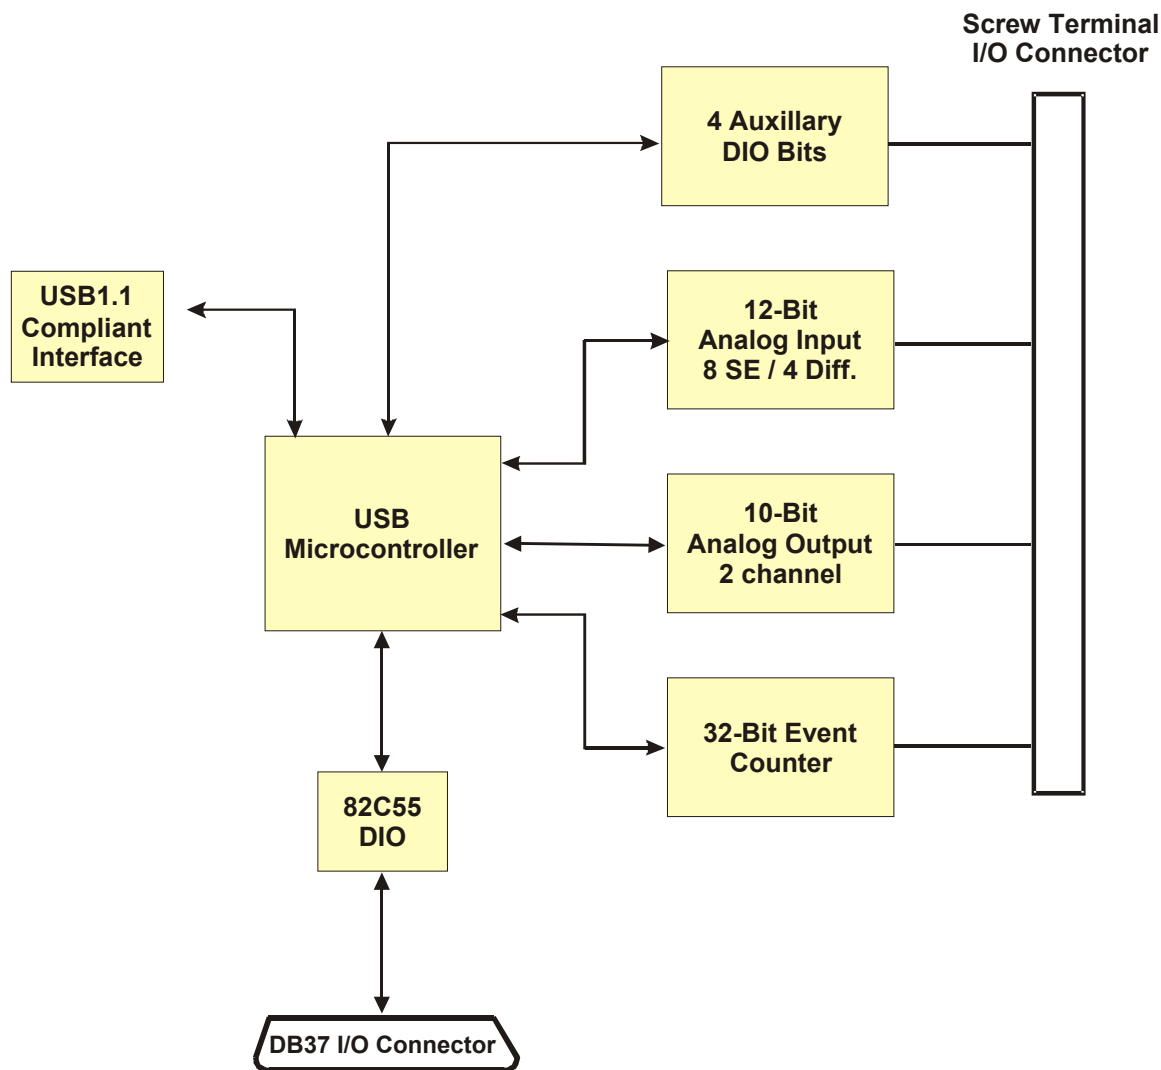 Screw Terminal
I/O Connector
4 Auxillary
DIO Bits
USB1.1
Compliant
Interface
12-Bit
Analog Input
8 SE / 4 Diff.
USB
Microcontroller
10-Bit
Analog Output
2 channel
32-Bit Event
Counter
82C55
DIO
DB37 I/O Connector